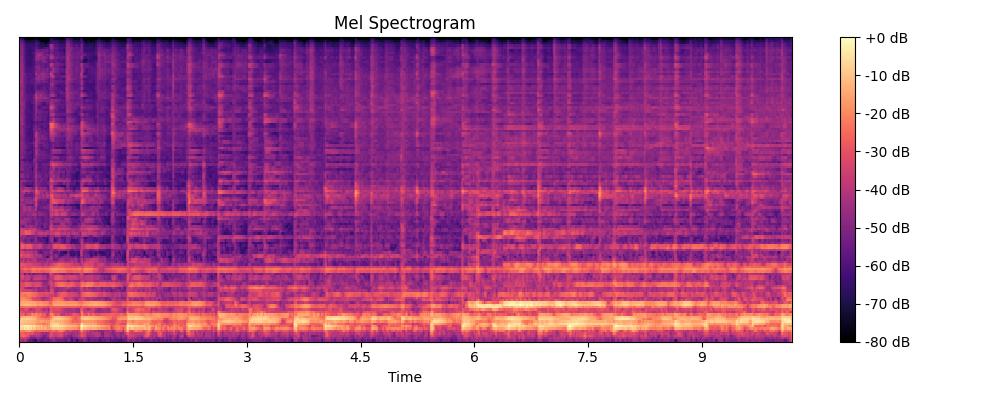 Mel Spectrogram
+0 dB
-10 dB
-20 dB
-30 dB
-40 dB
-50 dB
-60 dB
-70 dB
-80 dB
0 1.5 3 4.5 6 7.5 9
Time